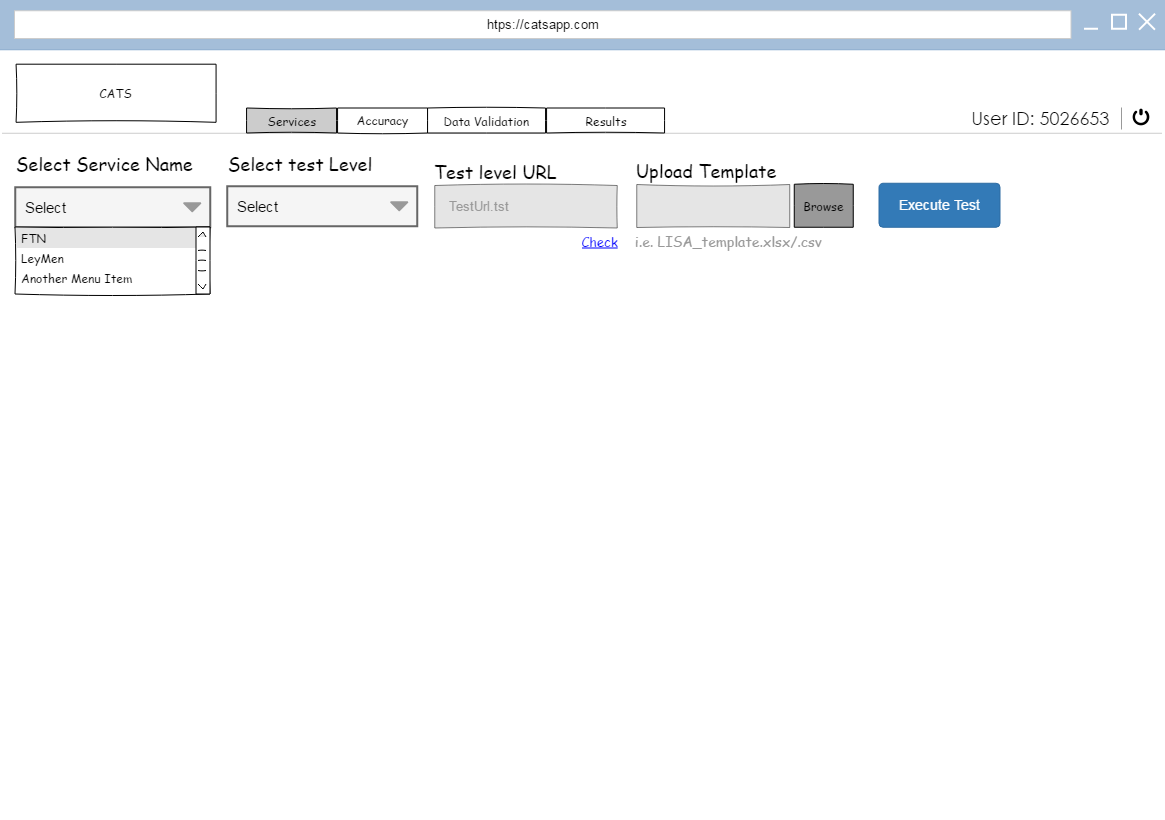 htps://catsapp.com
CATS
Services
Accuracy
Data Validation
Results
User ID: 5026653
Select Service Name
Select test Level
Test level URL
Upload Template
Select
Select
TestUrl.tst
Browse
Execute Test
FTN
LeyMen
Another Menu Item
Check
i.e. LISA_template.xlsx/.csv